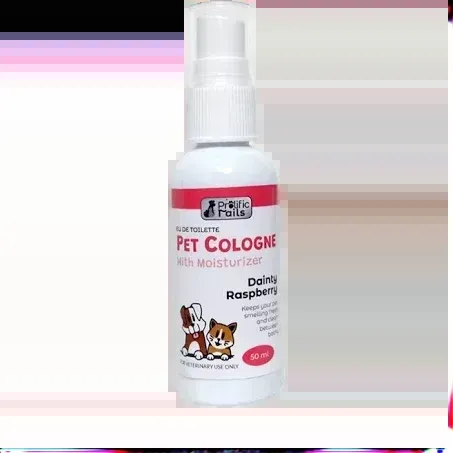 Prolific
Tails
EAU DE TOILETTE
PET COLOGNE
With Moisturizer
Dainty
Raspberry
Keeps your pet
smelling fresh
and clean
between
50 ml
FOR VETERINARY USE ONLY